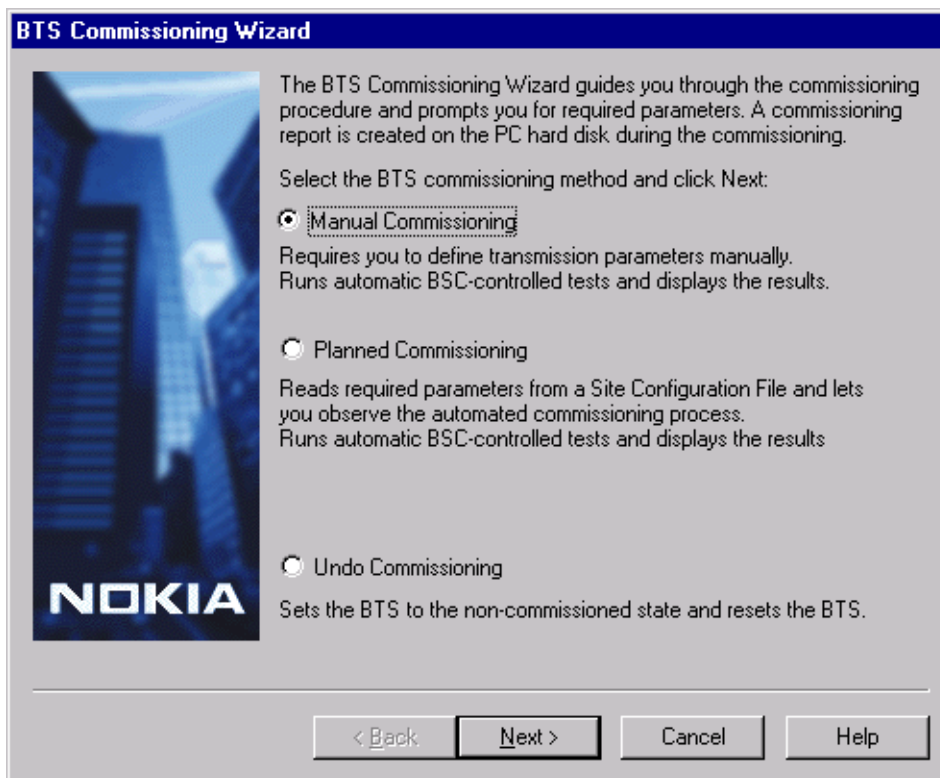 BTS Commissioning Wizard
The BTS Commissioning Wizard guides you through the commissioning
procedure and prompts you for required parameters. A commissioning
report is created on the PC hard disk during the commissioning.
Select the BTS commissioning method and click Next:
Manual Commissioning
Requires you to define transmission parameters manually.
Runs automatic BSC-controlled tests and displays the results.
Planned Commissioning
Reads required parameters from a Site Configuration File and lets
you observe the automated commissioning process.
Runs automatic BSC-controlled tests and displays the results
Undo Commissioning
NOKIA
Sets the BTS to the non-commissioned state and resets the BTS.
< Back Next > Cancel Help